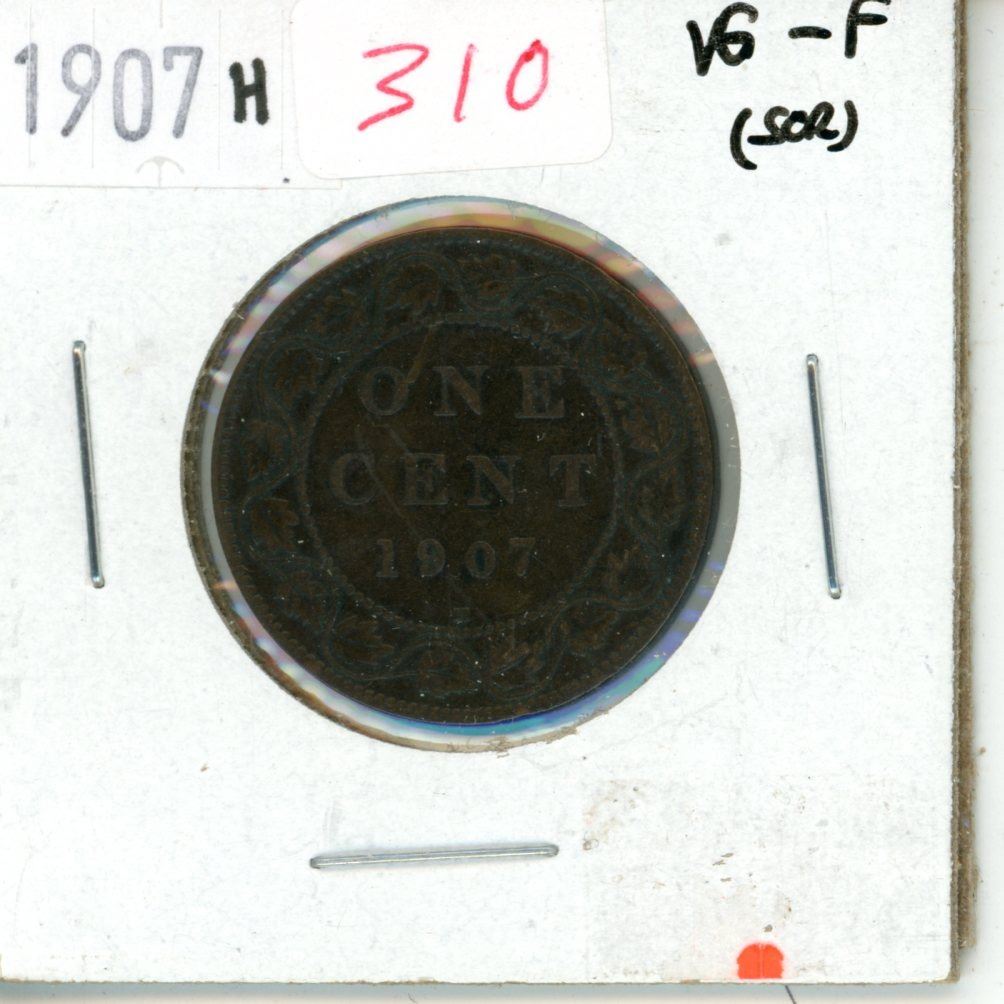 1907 H
310
VG - F
(SCR)
ONE
CENT
1907
H